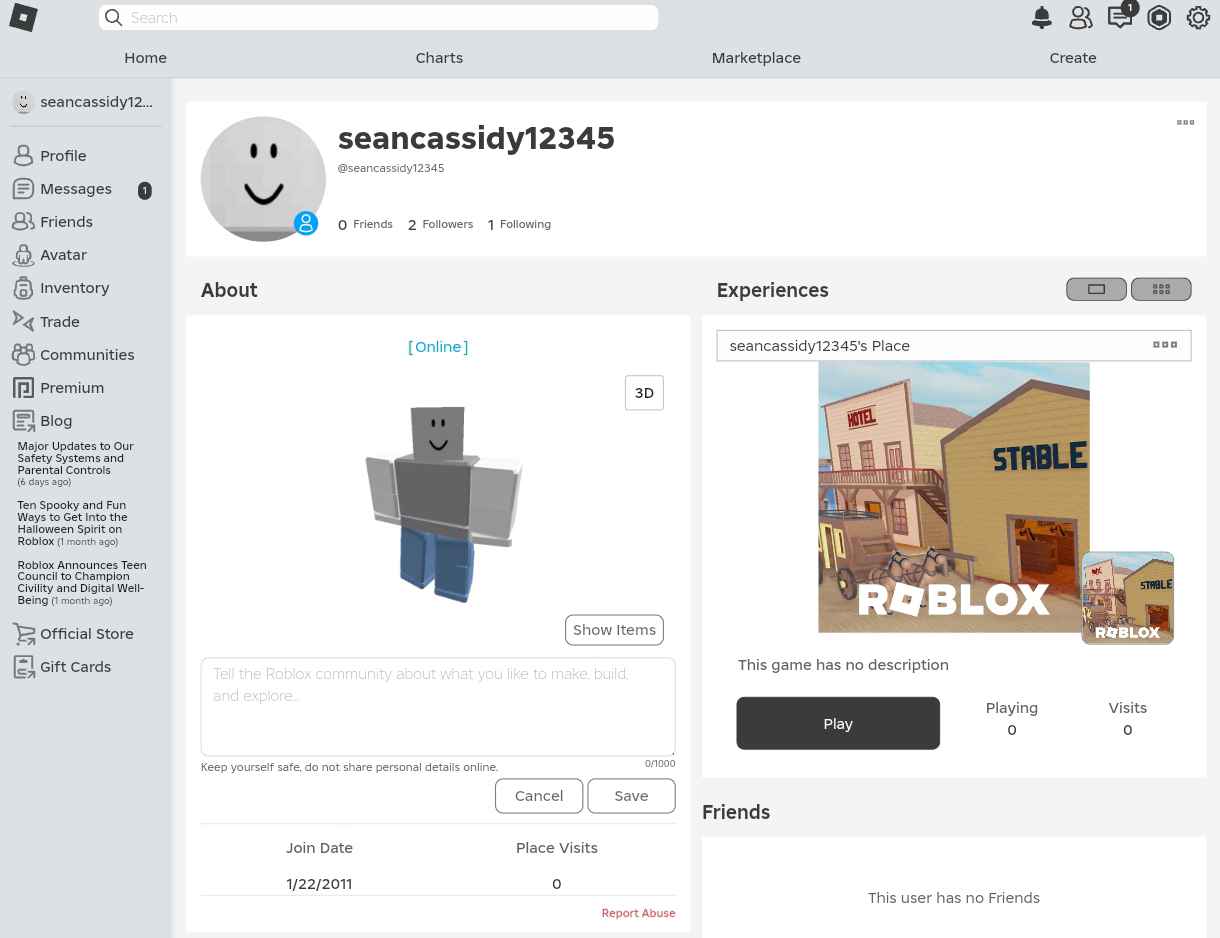 Search
1
Home
Charts
Marketplace
Create
seancassidy12...
Profile
Messages
1
Friends
Avatar
Inventory
Trade
Communities
Premium
Blog
Major Updates to Our
Safety Systems and
Parental Controls
(6 days ago)
Ten Spooky and Fun
Ways to Get Into the
Halloween Spirit on
Roblox (1 month ago)
Roblox Announces Teen
Council to Champion
Civility and Digital Well-
Being (1 month ago)
Official Store
Gift Cards
seancassidy12345
@seancassidy12345
0 Friends 2 Followers 1 Following
About
[ Online ]
3D
Show Items
Tell the Roblox community about what you like to make, build,
and explore...
Keep yourself safe, do not share personal details online.
0/1000
Cancel
Save
Join Date
Place Visits
1/22/2011
0
Report Abuse
Experiences
seancassidy12345's Place
HOTEL
STABLE
ROBLOX
STABLE
ROBLOX
This game has no description
Play
Playing
Visits
0
0
Friends
This user has no Friends